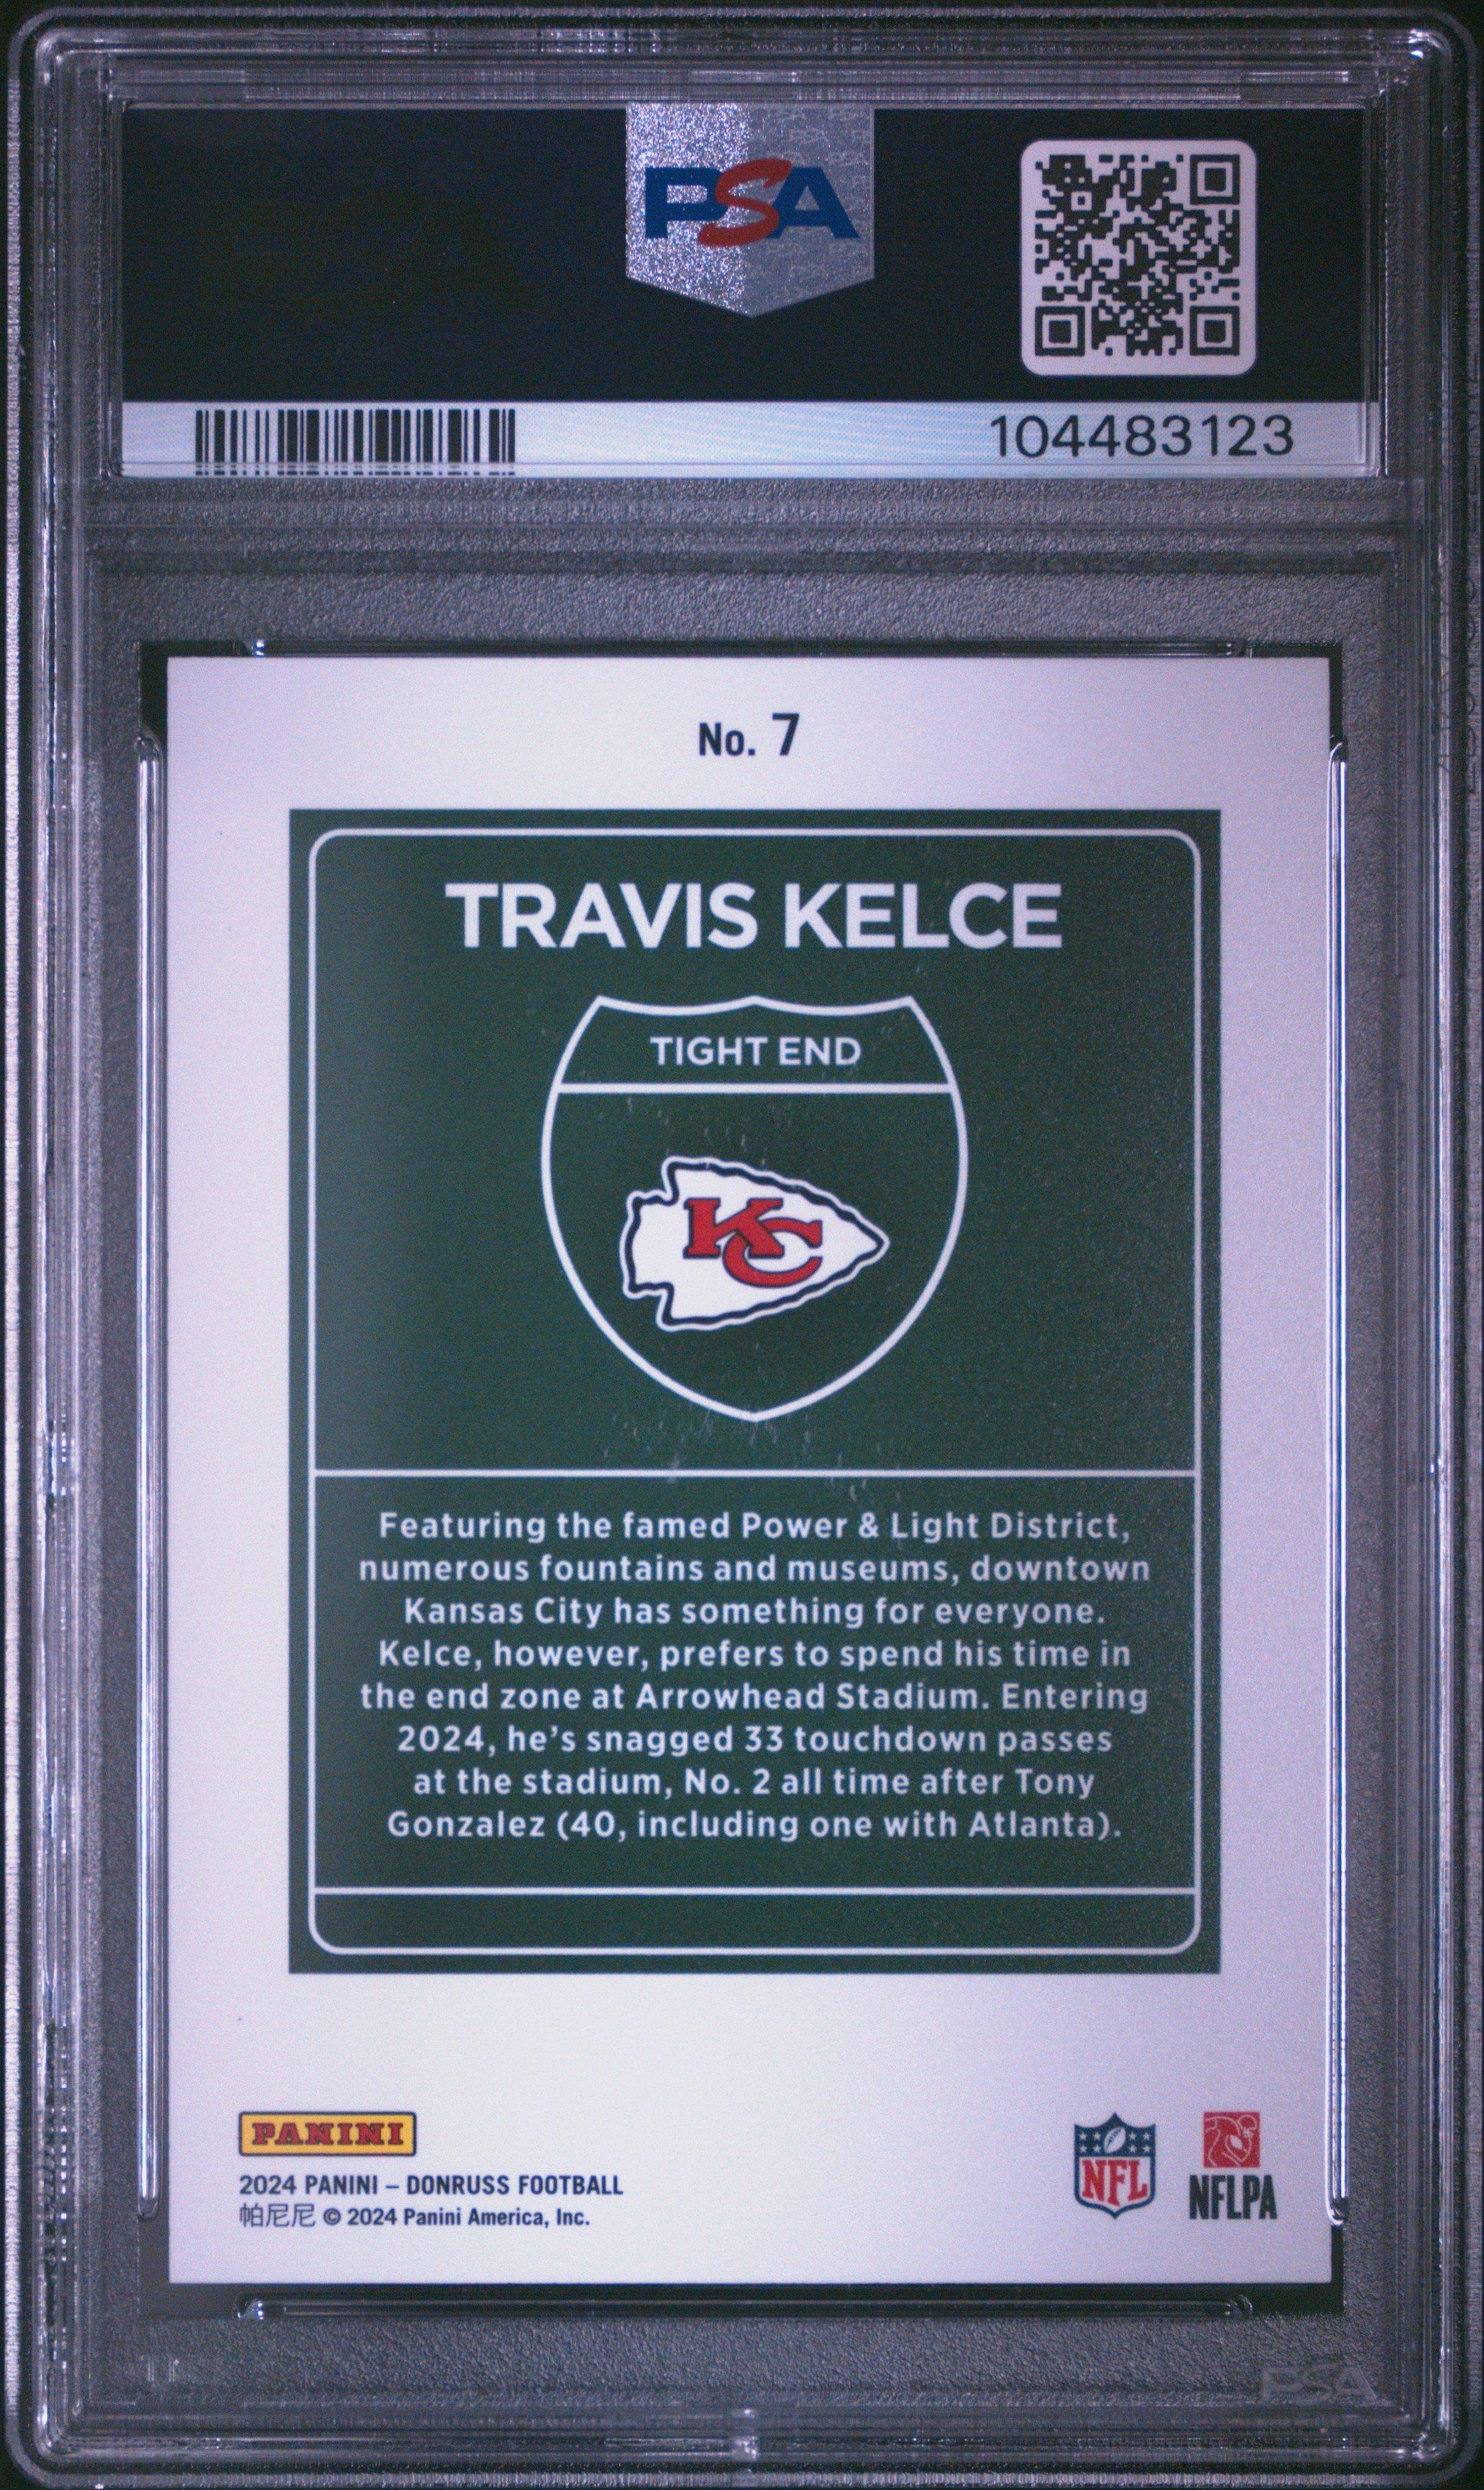 PSA
104483123
No. 7
TRAVIS KELCE
TIGHT END
KC
Featuring the famed Power & Light District,
numerous fountains and museums, downtown
Kansas City has something for everyone.
Kelce, however, prefers to spend his time in
the end zone at Arrowhead Stadium. Entering
2024, he's snagged 33 touchdown passes
at the stadium, No. 2 all time after Tony
Gonzalez (40, including one with Atlanta).
PANINI
2024 PANINI – DONRUSS FOOTBALL
帕尼尼 © 2024 Panini America, Inc.
NFL
NFLPA
PSA